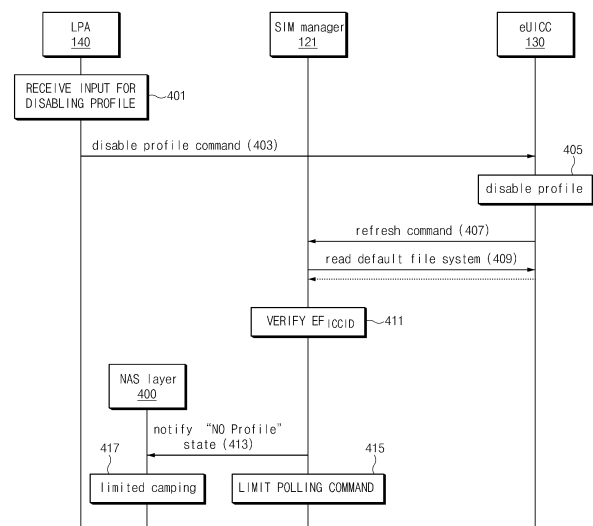 LPA
140
SIM manager
121
eUICC
130
RECEIVE INPUT FOR
DISABLING PROFILE
401
disable profile command (403)
405
disable profile
refresh command (407)
read default file system (409)
VERIFY EF ICCID
411
NAS layer
400
notify “NO Profile”
state (413)
417
415
limited camping
LIMIT POLLING COMMAND